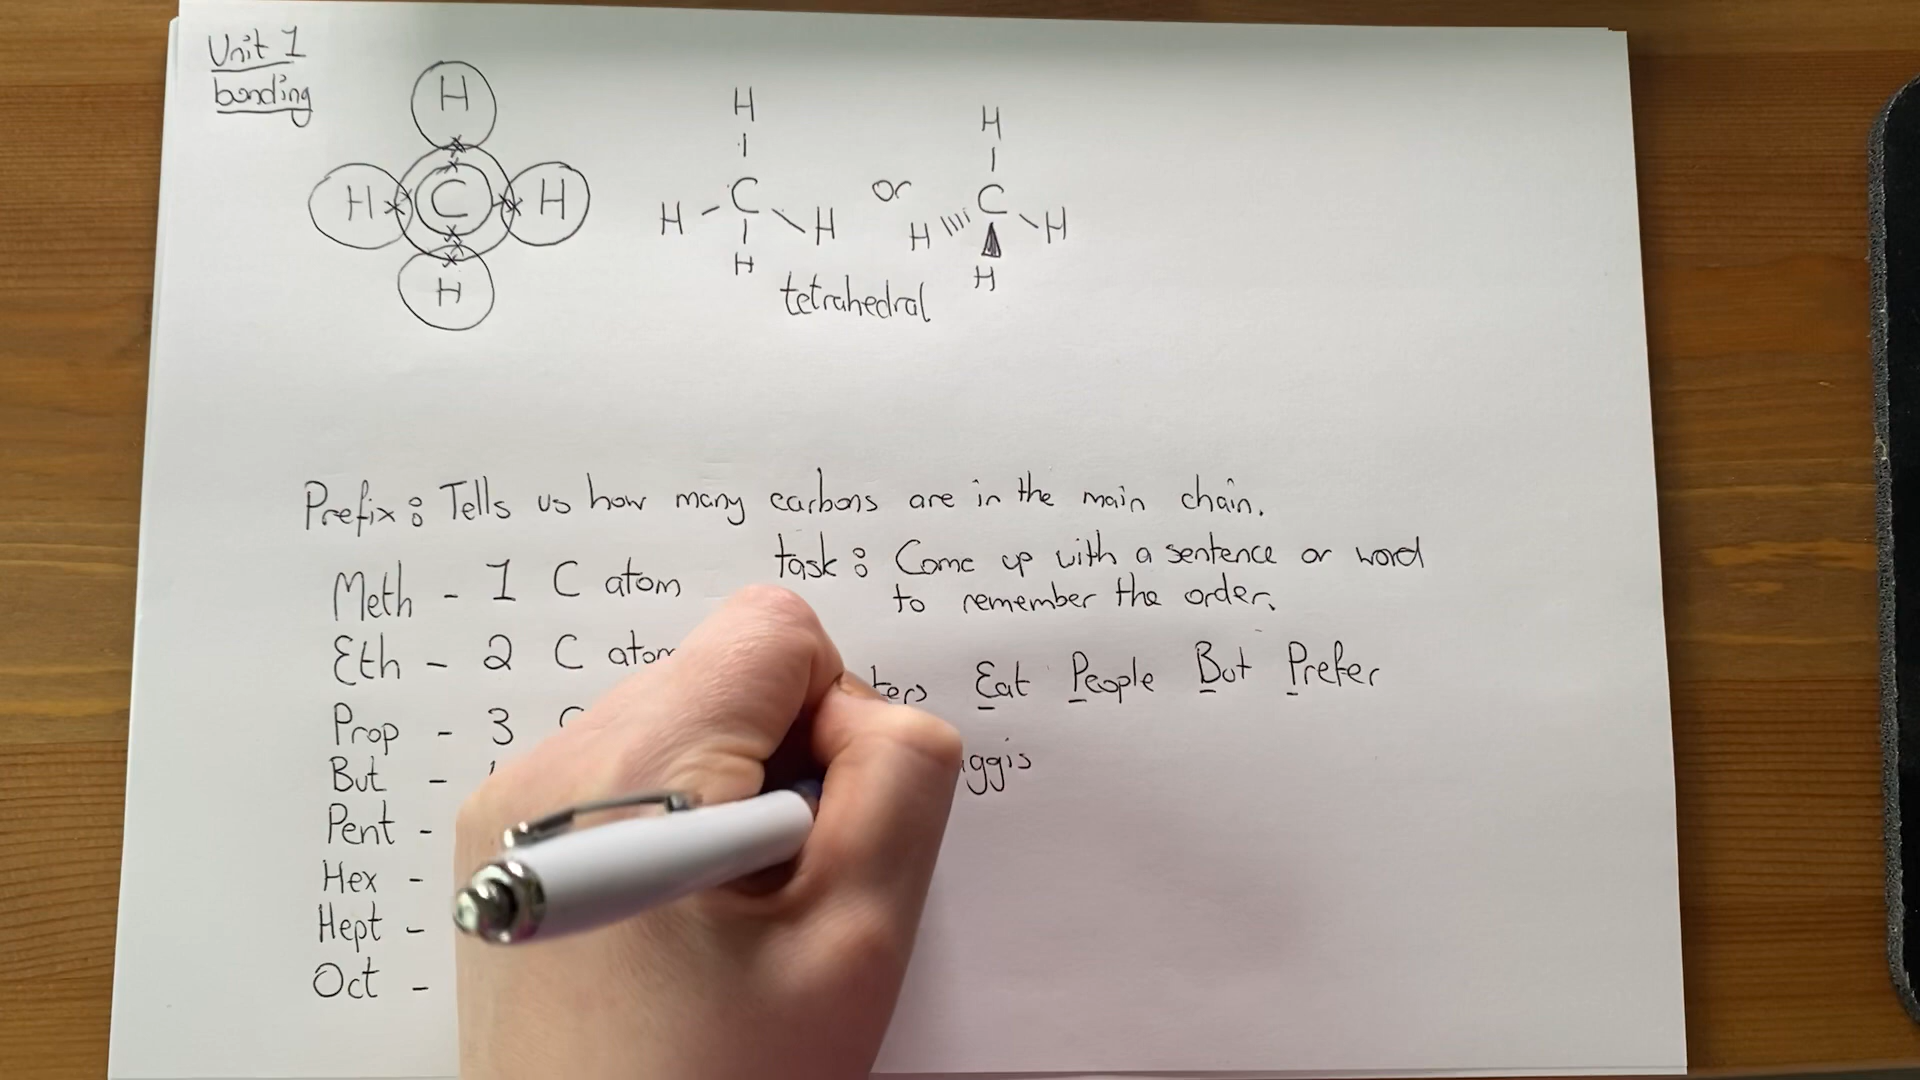 Unit 1
bonding
H
H C H
H
H
H - C \ H
H
or
H
H C H
H
tetrahedral
Prefix: Tells us how many carbons are in the main chain.
Meth - 1 C atom
Eth - 2 C atom
Prop - 3 C
But -
Pent -
Hex -
Hept -
Oct -
task: Come up with a sentence or word
to remember the order.
Eat People But Prefer